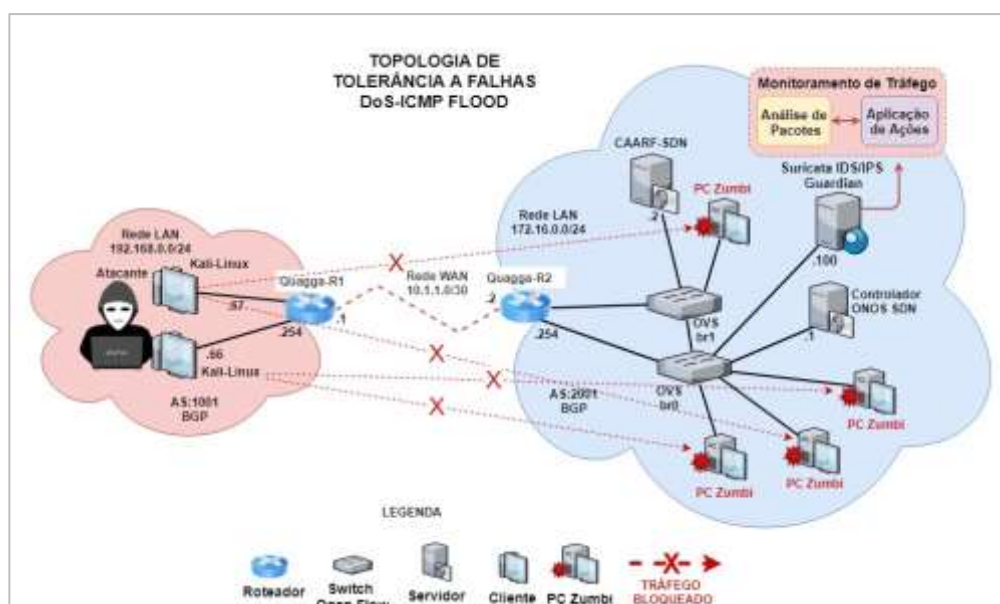 TOPOLOGIA DE
TOLERÂNCIA A FALHAS
DoS-ICMP FLOOD
Monitoramento de Tráfego
Análise de
Pacotes
Aplicação
de Ações
CAARF-SDN
.2
PC Zumbi
Suricata IDS/IPS
Guardian
.100
Rede LAN
172.16.0.0/24
Rede LAN
192.168.0.0/24
Kali-Linux
Atacante
.67
Quagga-R1
.1
.254
X
Rede WAN
10.1.1.0/30
Quagga-R2
.2
.254
OVS
br1
Controlador
ONOS SDN
.1
.66
Kali-Linux
X
X
X
AS:1001
BGP
AS:2001
BGP
OVS
br0
PC Zumbi
PC Zumbi
PC Zumbi
LEGENDA
Roteador
Switch
Open Flow
Servidor
Cliente
PC Zumbi
X
TRÁFEGO
BLOQUEADO